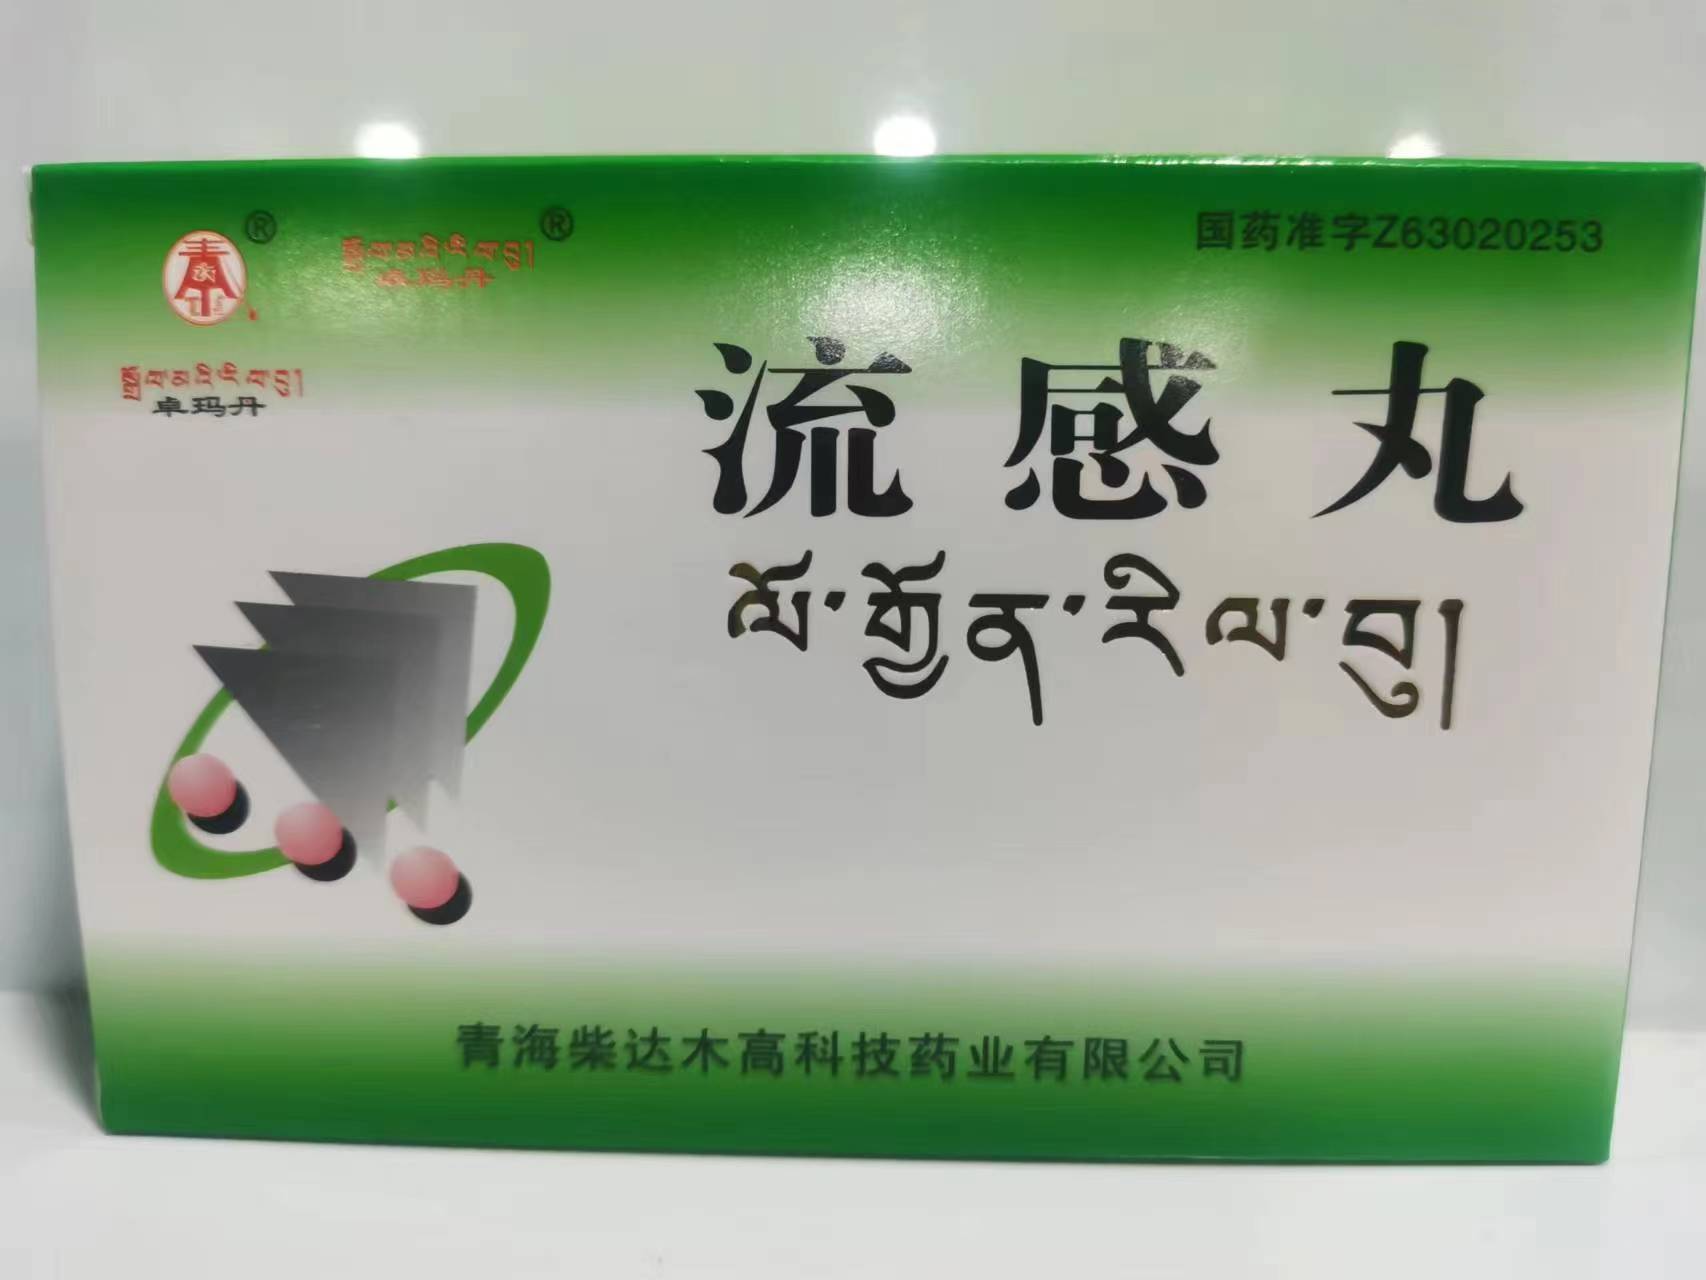 国药准字Z63020253
卓玛丹
卓玛丹
流感丸
ལོ་རྒྱོན་རིལ་བུ།
青海柴达木高科技药业有限公司